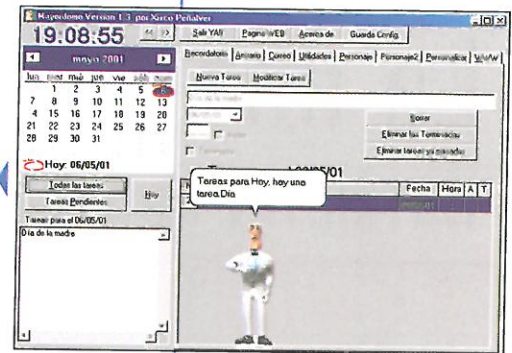 Mayordomo Version 1.3 por Xisco Peñalver
19:08:55
<< >>
Salir YA!!
Pagina WEB
Acerca de
Guarda Config.
mayo 2001
lun mar mié jue vie sáb
1 2 3 4 5 6
7 8 9 10 11 12 13
14 15 16 17 18 19 20
21 22 23 24 25 26 27
28 29 30 31
Hoy: 06/05/01
Todas las tareas
Tareas Pendientes
Hoy
Tareas para el 06/05/01
Dia de la madre
Recordatorio Correo Utilidades Personaje Personaje2 Personalizar
Nueva Tarea
Modificar Tarea
Dia de la madre
Borrar
Eliminar las Terminadas
Eliminar tareas ya pasadas
Fecha Hora A T
Tareas para Hoy, hay una
tarea Dia